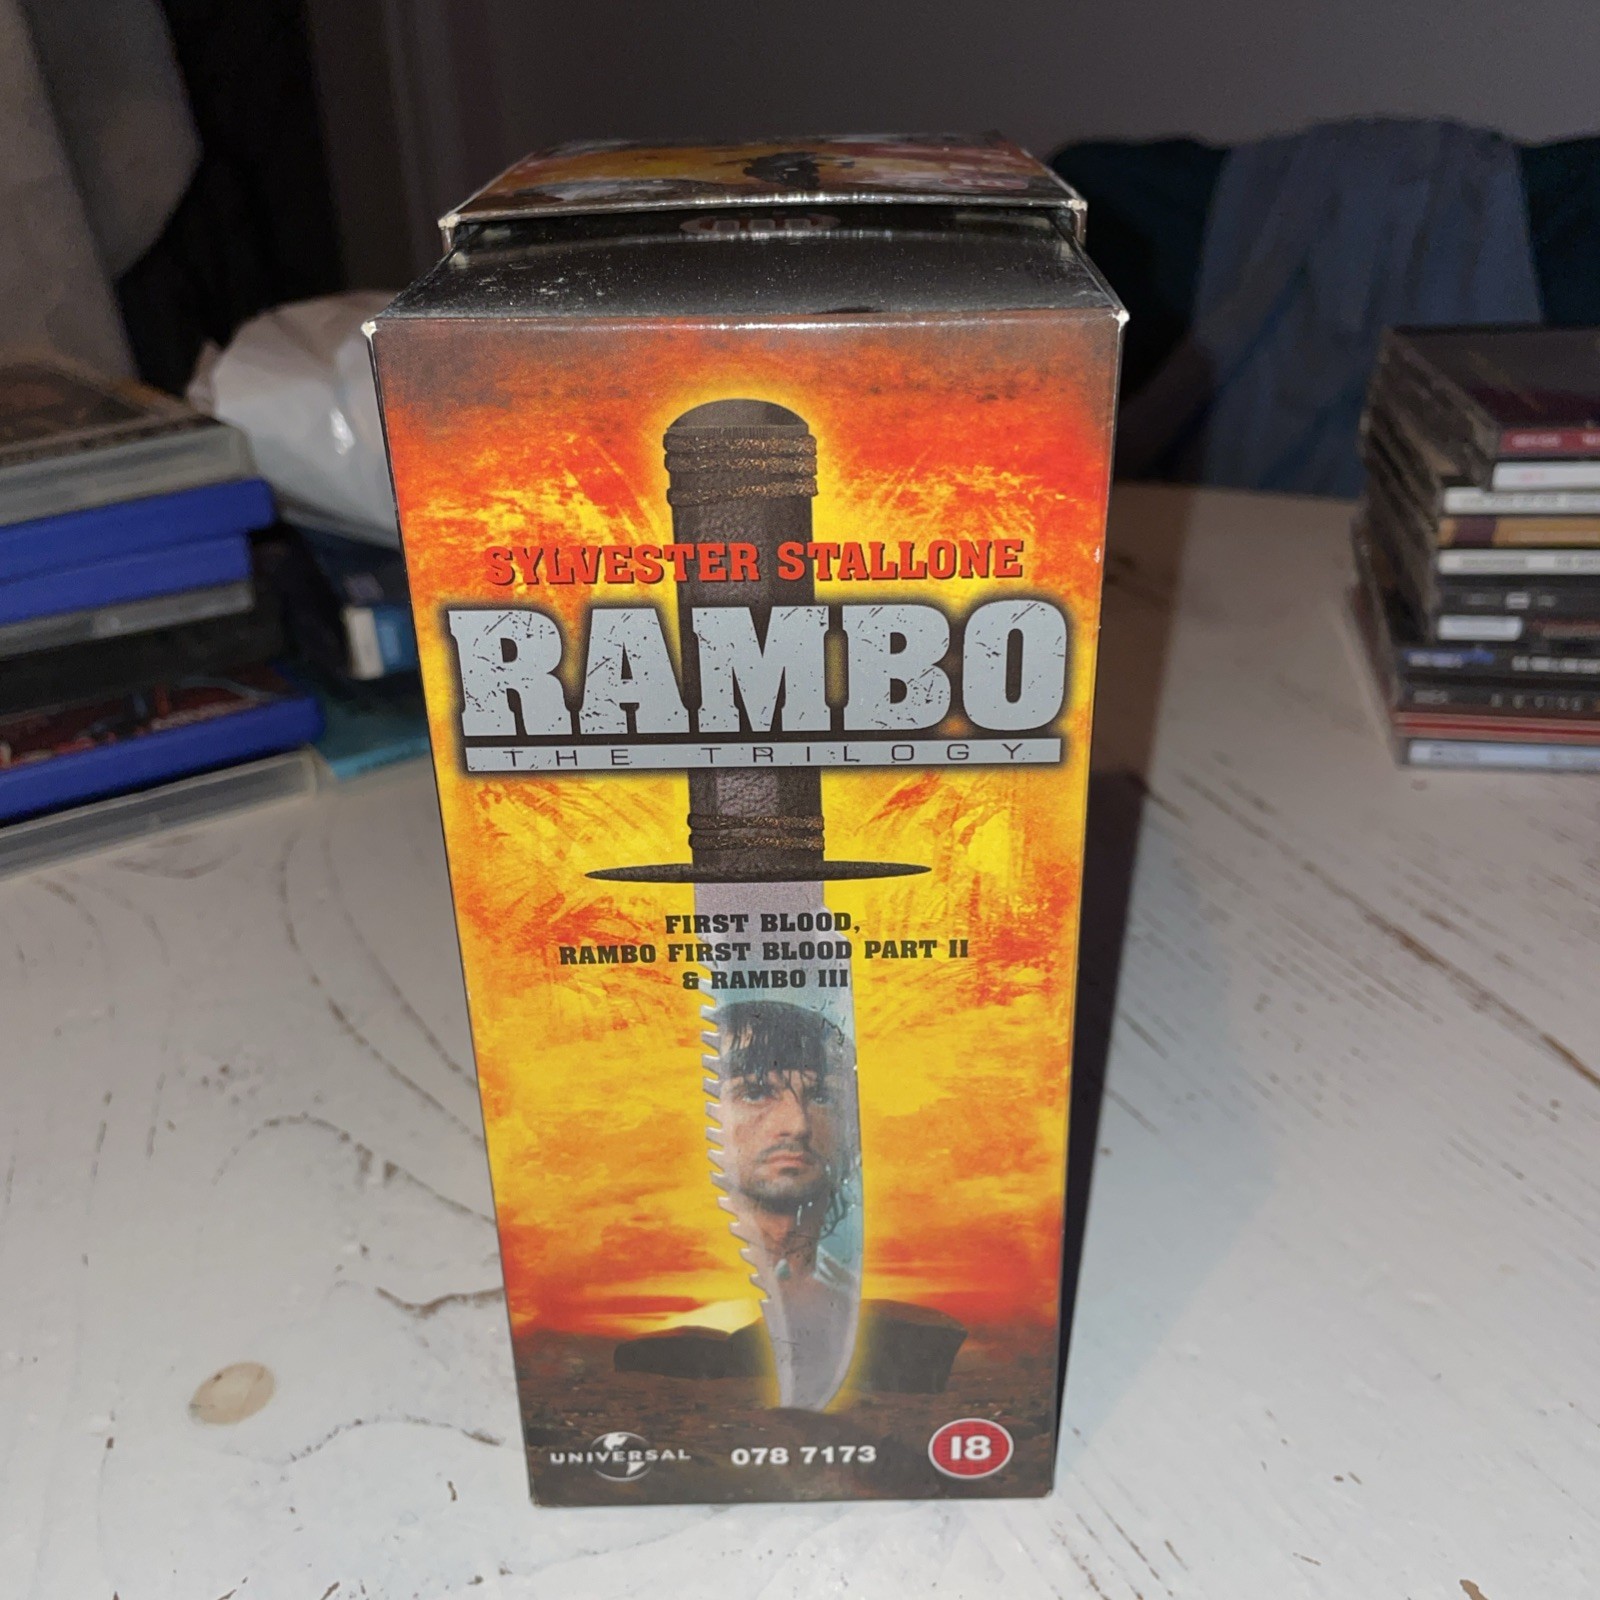 SYLVESTER STALLONE
RAMBO
THE TRILOGY
FIRST BLOOD,
RAMBO FIRST BLOOD PART II
& RAMBO III
UNIVERSAL 078 7173 18